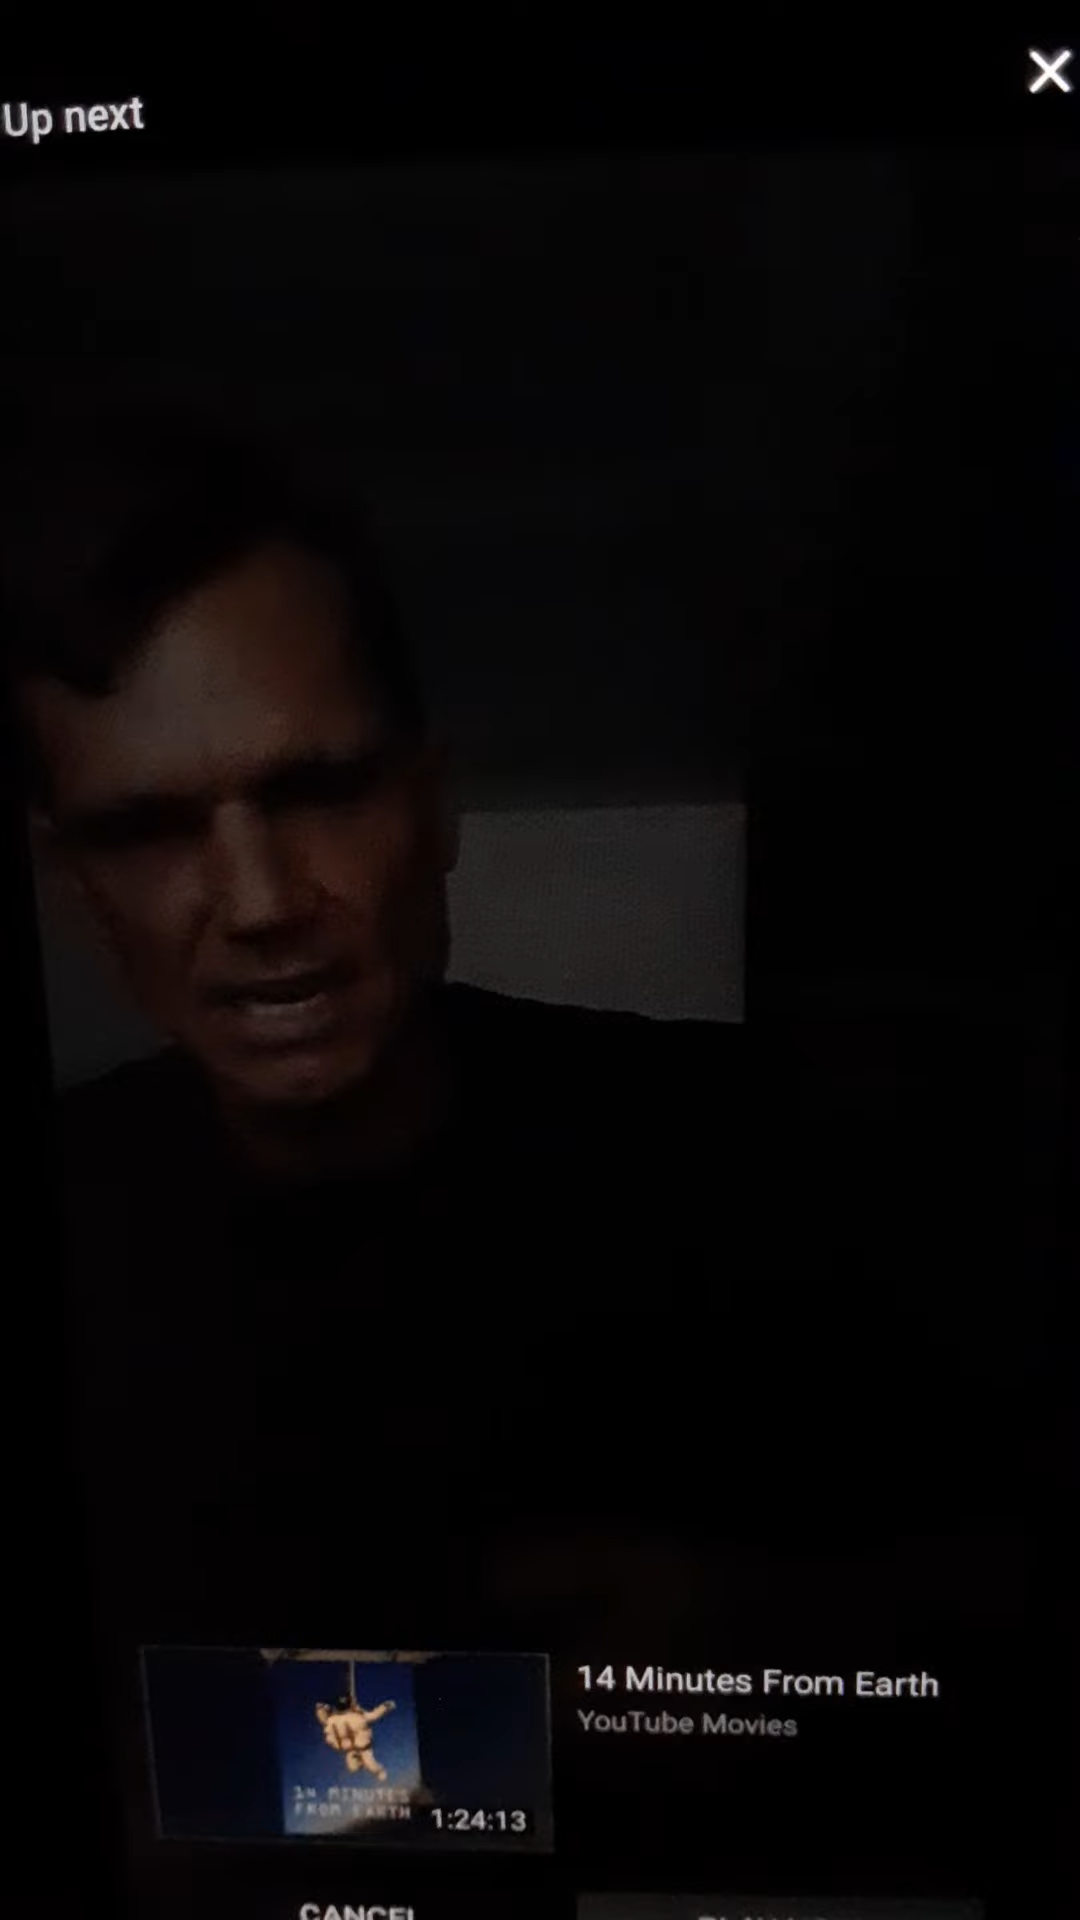 Up next
14 Minutes From Earth
YouTube Movies
14 MINUTES
FROM EARTH
1:24:13
CANCEL